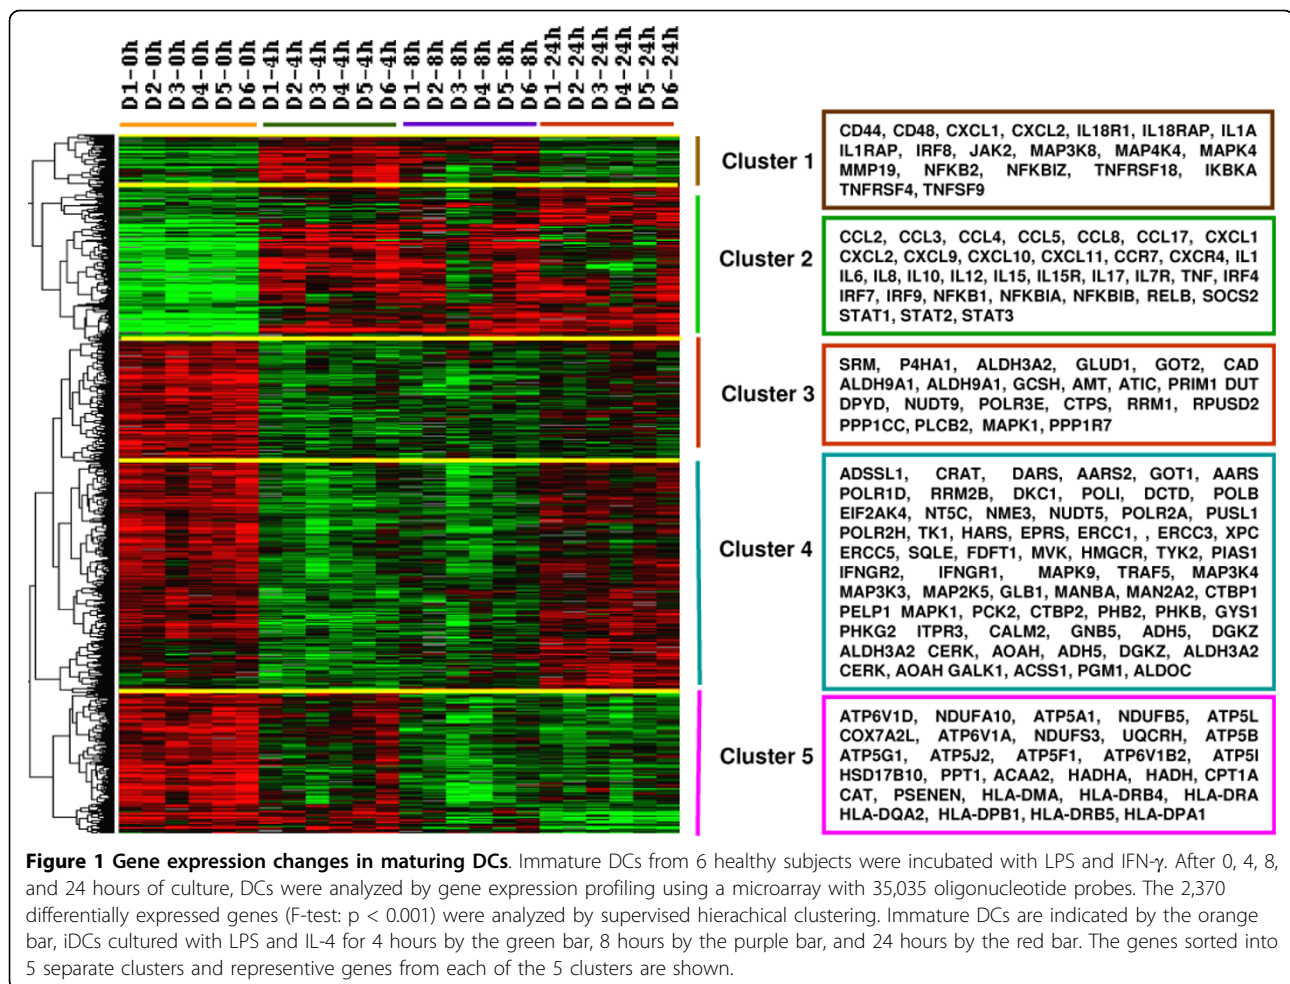 D1-0h
D2-0h
D3-0h
D4-0h
D5-0h
D6-0h
D1-4h
D2-4h
D3-4h
D4-4h
D5-4h
D6-4h
D1-8h
D2-8h
D3-8h
D4-8h
D5-8h
D6-8h
D1-24h
D2-24h
D3-24h
D4-24h
D5-24h
D6-24h
Cluster 1
CD44, CD48, CXCL1, CXCL2, IL18R1, IL18RAP, IL1A
IL1RAP, IRF8, JAK2, MAP3K8, MAP4K4, MAPK4
MMP19, NFKB2, NFKBIZ, TNFRSF18, IKBKA
TNFRSF4, TNFSF9
Cluster 2
CCL2, CCL3, CCL4, CCL5, CCL8, CCL17, CXCL1
CXCL2, CXCL9, CXCL10, CXCL11, CCR7, CXCR4, IL1
IL6, IL8, IL10, IL12, IL15, IL15R, IL17, IL7R, TNF, IRF4
IRF7, IRF9, NFKB1, NFKBIA, NFKBIB, RELB, SOCS2
STAT1, STAT2, STAT3
Cluster 3
SRM, P4HA1, ALDH3A2, GLUD1, GOT2, CAD
ALDH9A1, ALDH9A1, GCSH, AMT, ATIC, PRIM1 DUT
DPYD, NUDT9, POLR3E, CTPS, RRM1, RPUSD2
PPP1CC, PLCB2, MAPK1, PPP1R7
Cluster 4
ADSSL1, CRAT, DARS, AARS2, GOT1, AARS
POLR1D, RRM2B, DKC1, POLI, DCTD, POLB
EIF2AK4, NT5C, NME3, NUDT5, POLR2A, PUSL1
POLR2H, TK1, HARS, EPRS, ERCC1, , ERCC3, XPC
ERCC5, SQLE, FDFT1, MVK, HMGCR, TYK2, PIAS1
IFNGR2, IFNGR1, MAPK9, TRAF5, MAP3K4
MAP3K3, MAP2K5, GLB1, MANBA, MAN2A2, CTBP1
PELP1 MAPK1, PCK2, CTBP2, PHB2, PHKB, GYS1
PHKG2 ITPR3, CALM2, GNB5, ADH5, DGKZ
ALDH3A2 CERK, AOAH, ADH5, DGKZ, ALDH3A2
CERK, AOAH GALK1, ACSS1, PGM1, ALDOC
Cluster 5
ATP6V1D, NDUFA10, ATP5A1, NDUFB5, ATP5L
COX7A2L, ATP6V1A, NDUFS3, UQCRH, ATP5B
ATP5G1, ATP5J2, ATP5F1, ATP6V1B2, ATP5I
HSD17B10, PPT1, ACAA2, HADHA, HADH, CPT1A
CAT, PSENEN, HLA-DMA, HLA-DRB4, HLA-DRA
HLA-DQA2, HLA-DPB1, HLA-DRB5, HLA-DPA1
Figure 1 Gene expression changes in maturing DCs. Immature DCs from 6 healthy subjects were incubated with LPS and IFN-γ. After 0, 4, 8,
and 24 hours of culture, DCs were analyzed by gene expression profiling using a microarray with 35,035 oligonucleotide probes. The 2,370
differentially expressed genes (F-test: p < 0.001) were analyzed by supervised hierachical clustering. Immature DCs are indicated by the orange
bar, iDCs cultured with LPS and IL-4 for 4 hours by the green bar, 8 hours by the purple bar, and 24 hours by the red bar. The genes sorted into
5 separate clusters and representive genes from each of the 5 clusters are shown.